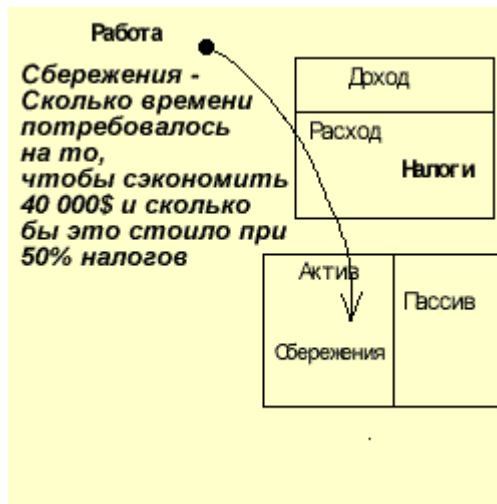 Работа
Сбережения -
Сколько времени
потребовалось
на то,
чтобы сэкономить
40 000$ и сколько
бы это стоило при
50% налогов
Доход
Расход
Налоги
Актив
Пассив
Сбережения